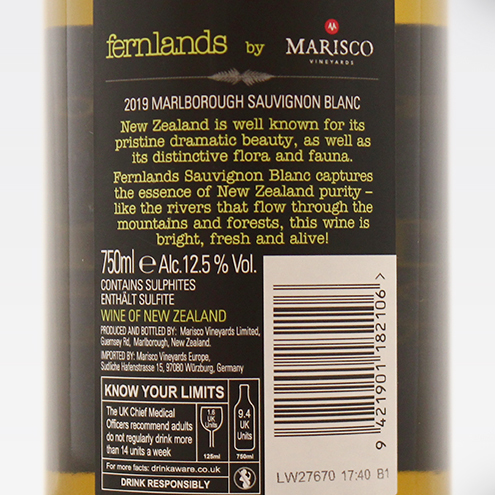 fernlands by MARISCO
VINEYARDS
2019 MARLBOROUGH SAUVIGNON BLANC
New Zealand is well known for its
pristine dramatic beauty, as well as
its distinctive flora and fauna.
Fernlands Sauvignon Blanc captures
the essence of New Zealand purity –
like the rivers that flow through the
mountains and forests, this wine is
bright, fresh and alive!
750ml e Alc.12.5 % Vol.
CONTAINS SULPHITES
ENTHÄLT SULFITE
WINE OF NEW ZEALAND
PRODUCED AND BOTTLED BY: Marisco Vineyards Limited,
Guernsey Rd, Marlborough, New Zealand.
IMPORTED BY: Marisco Vineyards Europe,
Sudliche Hafenstrasse 15, 97080 Würzburg, Germany
KNOW YOUR LIMITS
The UK Chief Medical
Officers recommend adults
do not regularly drink more
than 14 units a week
1.6
UK
Units
125ml
9.4
UK
Units
750ml
For more facts: drinkaware.co.uk
DRINK RESPONSIBLY
9 421901 182106 >
LW27670 17:40 B1